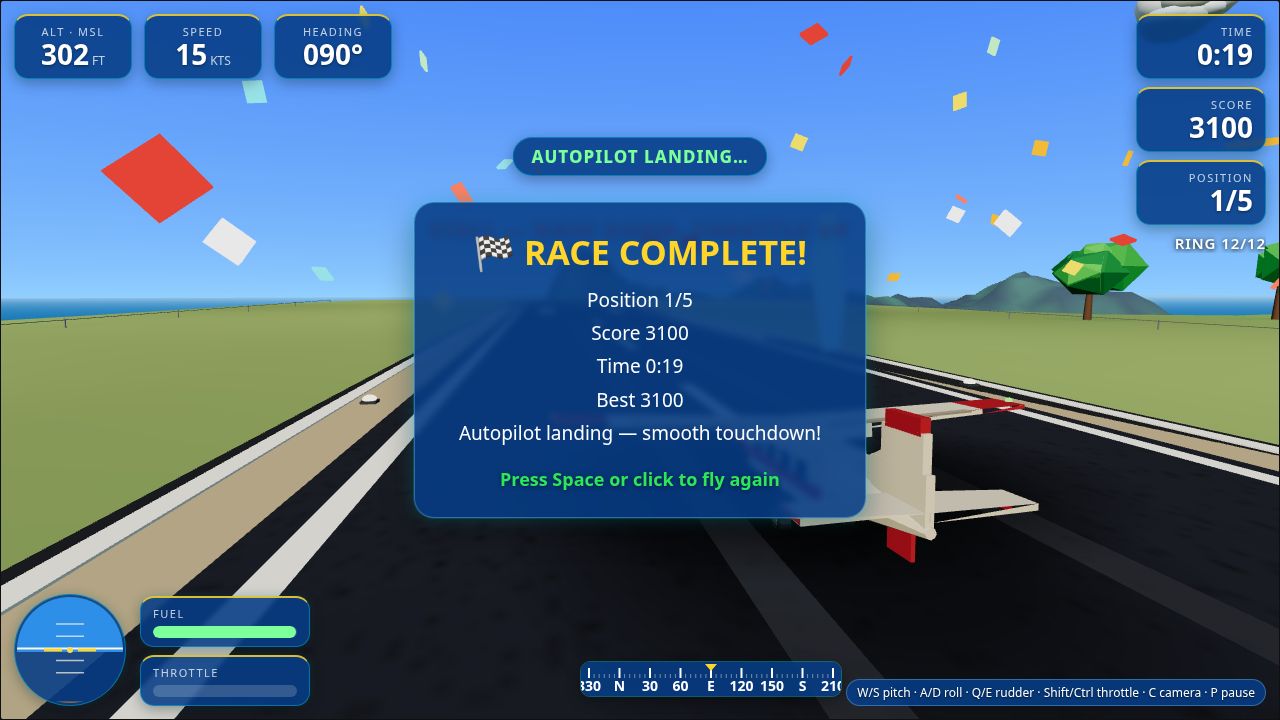 ALT · MSL
302 FT
SPEED
15 KTS
HEADING
090°
TIME
0:19
SCORE
3100
POSITION
1/5
RING 12/12
AUTOPILOT LANDING…
🏁 RACE COMPLETE!
Position 1/5
Score 3100
Time 0:19
Best 3100
Autopilot landing — smooth touchdown!
Press Space or click to fly again
FUEL
THROTTLE
330 N 30 60 E 120 150 S 210
W/S pitch · A/D roll · Q/E rudder · Shift/Ctrl throttle · C camera · P pause